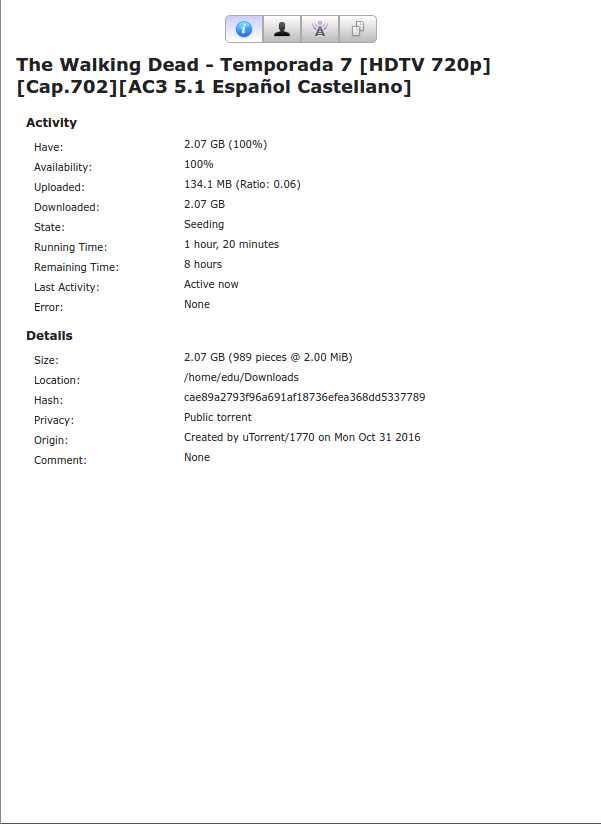 The Walking Dead - Temporada 7 [HDTV 720p]
[Cap.702][AC3 5.1 Español Castellano]
Activity
Have: 2.07 GB (100%)
Availability: 100%
Uploaded: 134.1 MB (Ratio: 0.06)
Downloaded: 2.07 GB
State: Seeding
Running Time: 1 hour, 20 minutes
Remaining Time: 8 hours
Last Activity: Active now
Error: None
Details
Size: 2.07 GB (989 pieces @ 2.00 MiB)
Location: /home/edu/Downloads
Hash: cae89a2793f96a691af18736efea368dd5337789
Privacy: Public torrent
Origin: Created by uTorrent/1770 on Mon Oct 31 2016
Comment: None